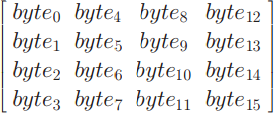 byte₀ byte₄ byte₈ byte₁₂
byte₁ byte₅ byte₉ byte₁₃
byte₂ byte₆ byte₁₀ byte₁₄
byte₃ byte₇ byte₁₁ byte₁₅